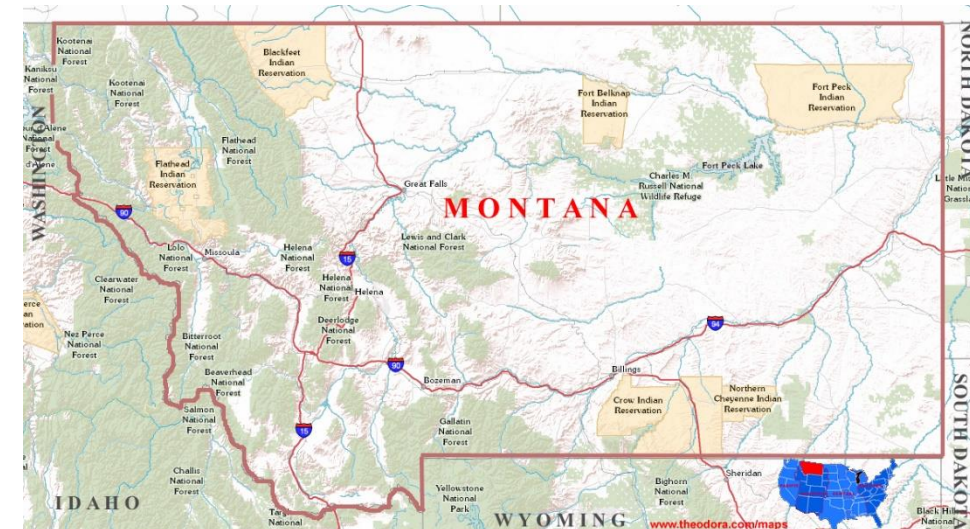 Kootenai
National
Forest
Kaniksu
National
Forest
Kootenai
National
Forest
National
Forest
WASHINGTON
Blackfeet
Indian
Reservation
Flathead
National
Forest
Flathead
Indian
Reservation
Fort Belknap
Indian
Reservation
Fort Peck
Indian
Reservation
NORTH DAKOTA
Fort Peck Lake
Charles M
Russell National
Wildlife Refuge
Great Falls
MONTANA
90
Lolo
National
Forest
Missoula
Helena
National
Forest
15
Lewis and Clark
National Forest
Helena
National
Forest
Helena
Clearwater
National
Forest
Deerlodge
National
Forest
Nez Perce
National
Forest
Bitterroot
National
Forest
94
90
Beaverhead
National
Forest
Bozeman
Billings
Crow Indian
Reservation
Northern
Cheyenne Indian
Reservation
SOUTH DAKOT
Salmon
National
Forest
15
Gallatin
National
Forest
Challis
National
Forest
IDAHO
Yellowstone
National
Park
WYOMING
Bighorn
National
Forest
Sheridan
www.theodora.com/maps
National